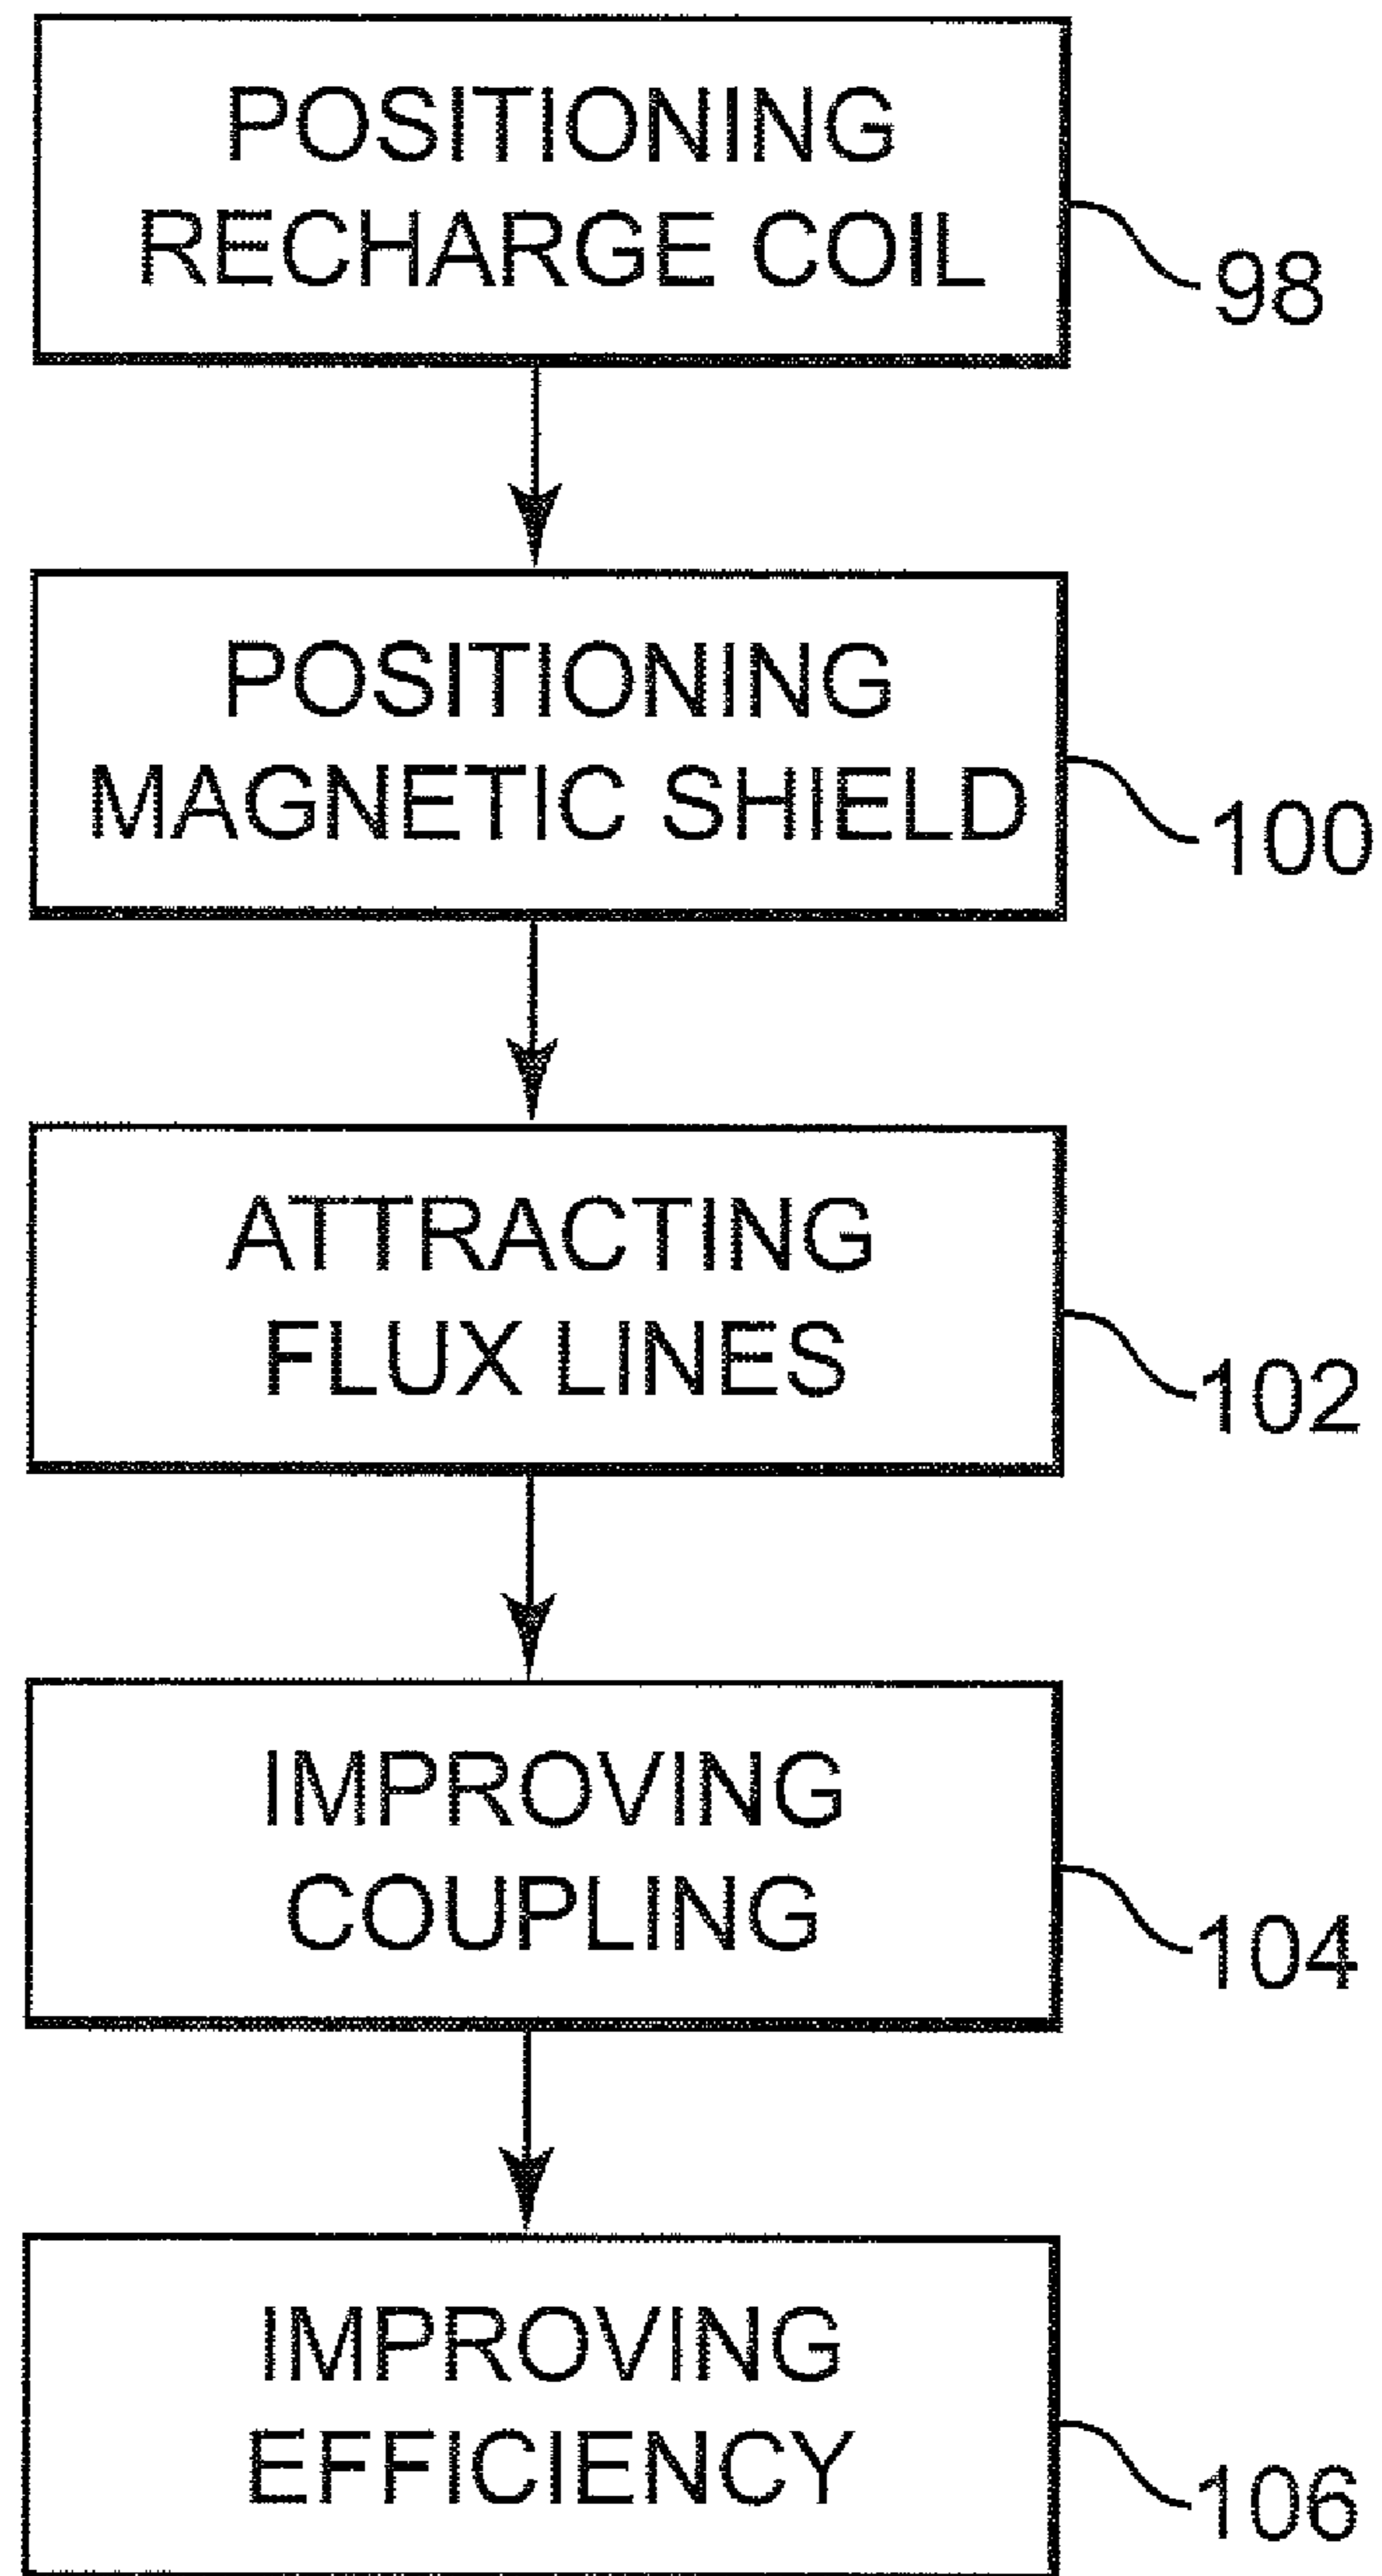 POSITIONING
RECHARGE COIL
98
POSITIONING
MAGNETIC SHIELD
100
ATTRACTING
FLUX LINES
102
IMPROVING
COUPLING
104
IMPROVING
EFFICIENCY
106